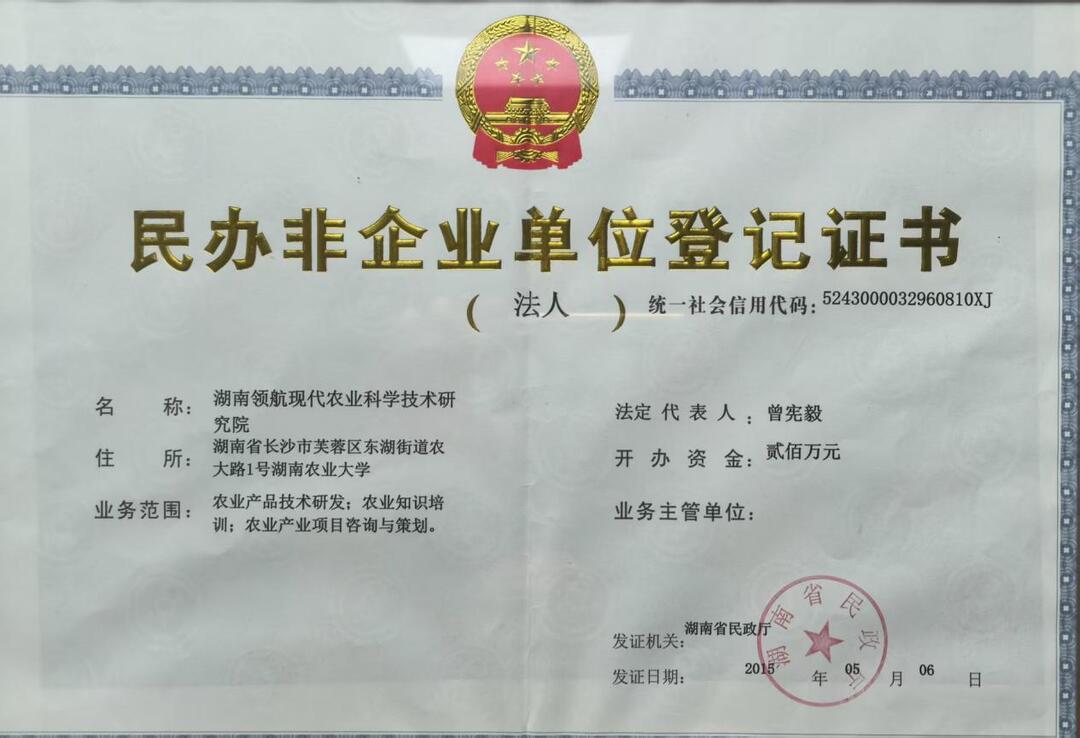 民办非企业单位登记证书
(法人) 统一社会信用代码:5243000032960810XJ
名称: 湖南领航现代农业科学技术研
究院
住所: 湖南省长沙市芙蓉区东湖街道农
大路1号湖南农业大学
业务范围: 农业产品技术研发;农业知识培
训;农业产业项目咨询与策划。
法定代表人: 曾宪毅
开办资金: 贰佰万元
业务主管单位:
发证机关: 湖南省民政厅
发证日期: 2015年05月06日
湖南省民政厅